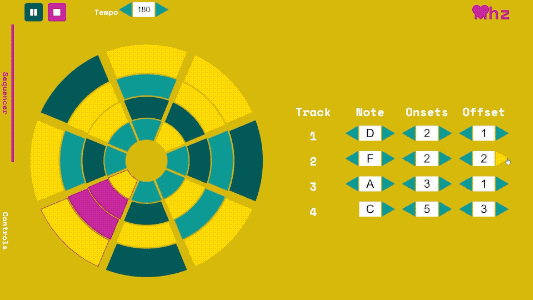 Tempo 180
Mhz
Sequencer
Controls
Track Note Onsets Offset
1 D 2 1
2 F 2 2
3 A 3 1
4 C 5 3